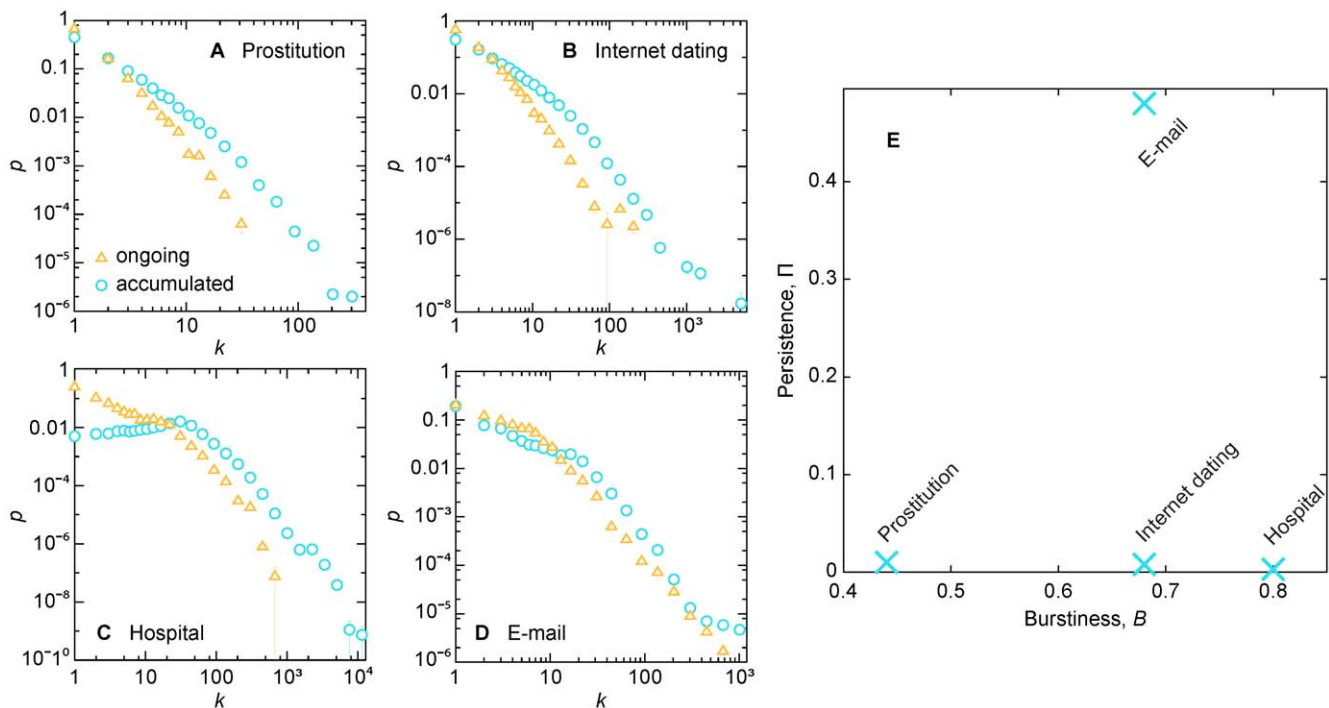 A Prostitution
1
0.1
0.01
10⁻³
10⁻⁴
10⁻⁵
10⁻⁶
p
ongoing
accumulated
1 10 100
k
B Internet dating
1
0.01
10⁻⁴
10⁻⁶
10⁻⁸
p
1 10 100 10³
k
C Hospital
1
0.01
10⁻⁴
10⁻⁶
10⁻⁸
10⁻¹⁰
p
1 10 100 10³ 10⁴
k
D E-mail
1
0.1
0.01
10⁻³
10⁻⁴
10⁻⁵
10⁻⁶
p
1 10 100 10³
k
E
E-mail
Prostitution
Internet dating
Hospital
0.4
0.3
0.2
0.1
0
Persistence, Π
0.4 0.5 0.6 0.7 0.8
Burstiness, B